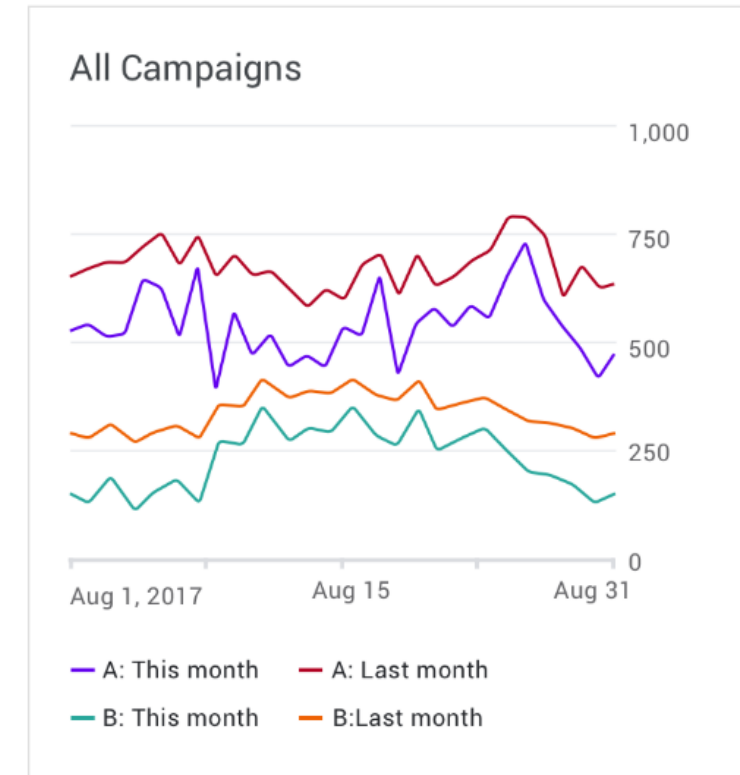 All Campaigns
1,000
750
500
250
0
Aug 1, 2017 Aug 15 Aug 31
A: This month A: Last month
B: This month B:Last month